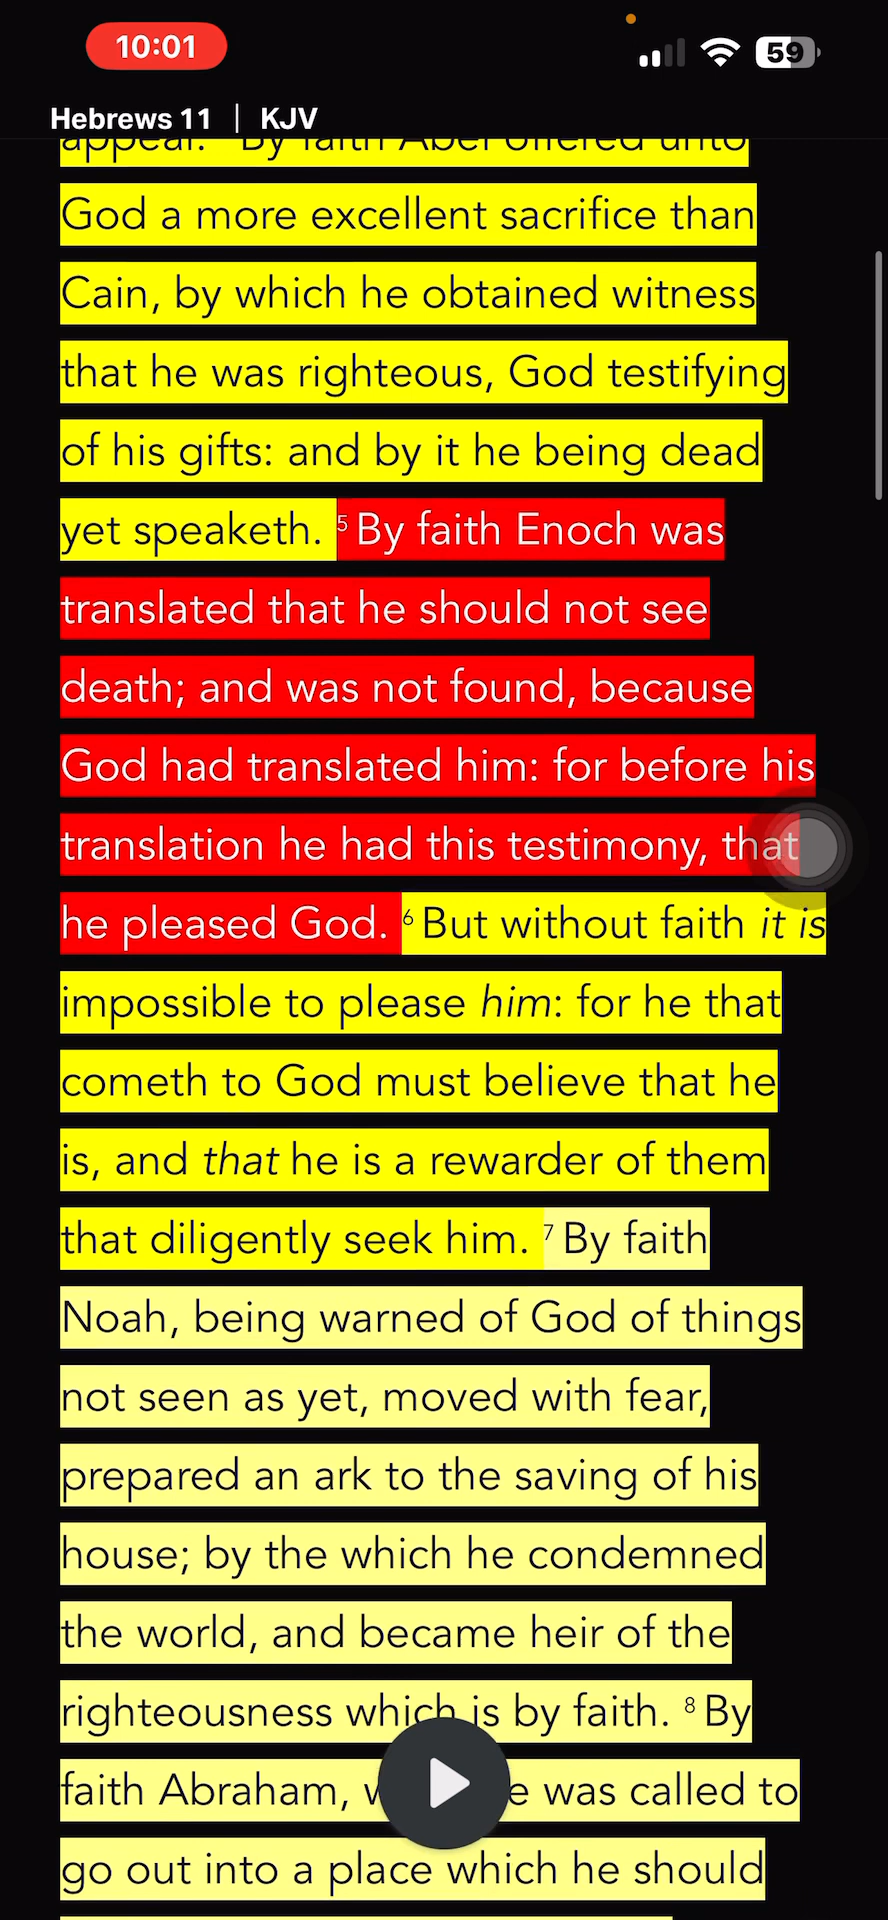 10:01
59
Hebrews 11 | KJV
appear. By faith Abel offered unto
God a more excellent sacrifice than
Cain, by which he obtained witness
that he was righteous, God testifying
of his gifts: and by it he being dead
yet speaketh. 5 By faith Enoch was
translated that he should not see
death; and was not found, because
God had translated him: for before his
translation he had this testimony, that
he pleased God. 6 But without faith it is
impossible to please him: for he that
cometh to God must believe that he
is, and that he is a rewarder of them
that diligently seek him. 7 By faith
Noah, being warned of God of things
not seen as yet, moved with fear,
prepared an ark to the saving of his
house; by the which he condemned
the world, and became heir of the
righteousness which is by faith. 8 By
faith Abraham, was called to
go out into a place which he should